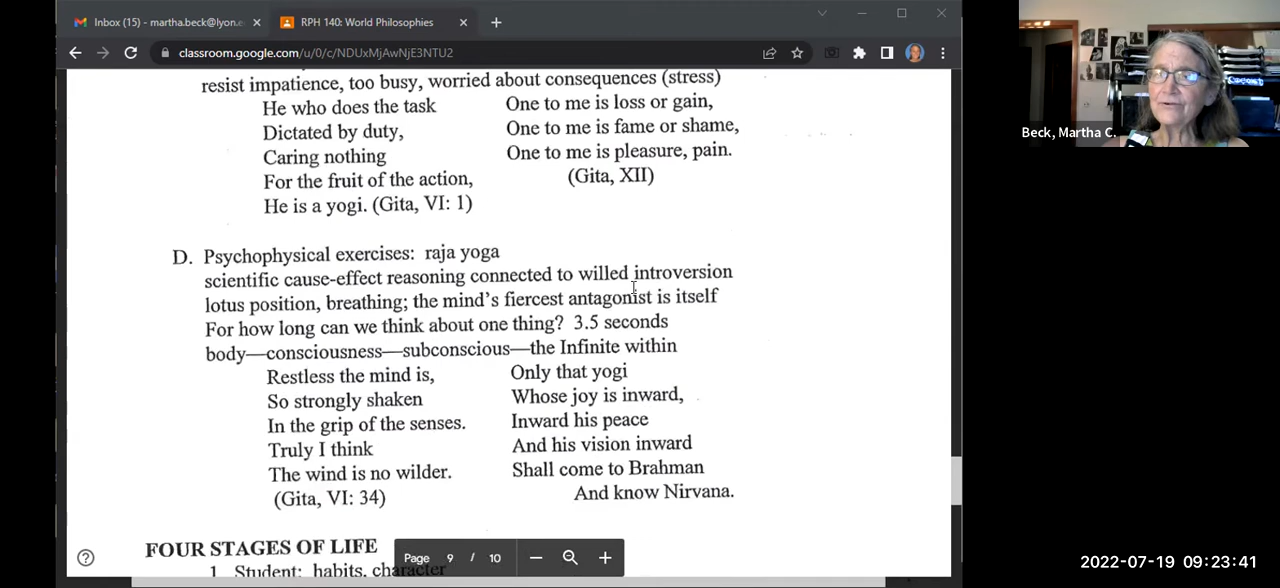 Inbox (15) - martha.beck@lyon.e
RPH 140: World Philosophies
classroom.google.com/u/0/c/NDUxMjAwNjE3NTU2
resist impatience, too busy, worried about consequences (stress)
He who does the task
Dictated by duty,
Caring nothing
For the fruit of the action,
He is a yogi. (Gita, VI: 1)
One to me is loss or gain,
One to me is fame or shame,
One to me is pleasure, pain.
(Gita, XII)
D. Psychophysical exercises: raja yoga
scientific cause-effect reasoning connected to willed introversion
lotus position, breathing; the mind's fiercest antagonist is itself
For how long can we think about one thing? 3.5 seconds
body—consciousness—subconscious—the Infinite within
Restless the mind is,
So strongly shaken
In the grip of the senses.
Truly I think
The wind is no wilder.
(Gita, VI: 34)
Only that yogi
Whose joy is inward,
Inward his peace
And his vision inward
Shall come to Brahman
And know Nirvana.
FOUR STAGES OF LIFE
1 Student: habits, character
Page 9 / 10
Beck, Martha C.
2022-07-19 09:23:41